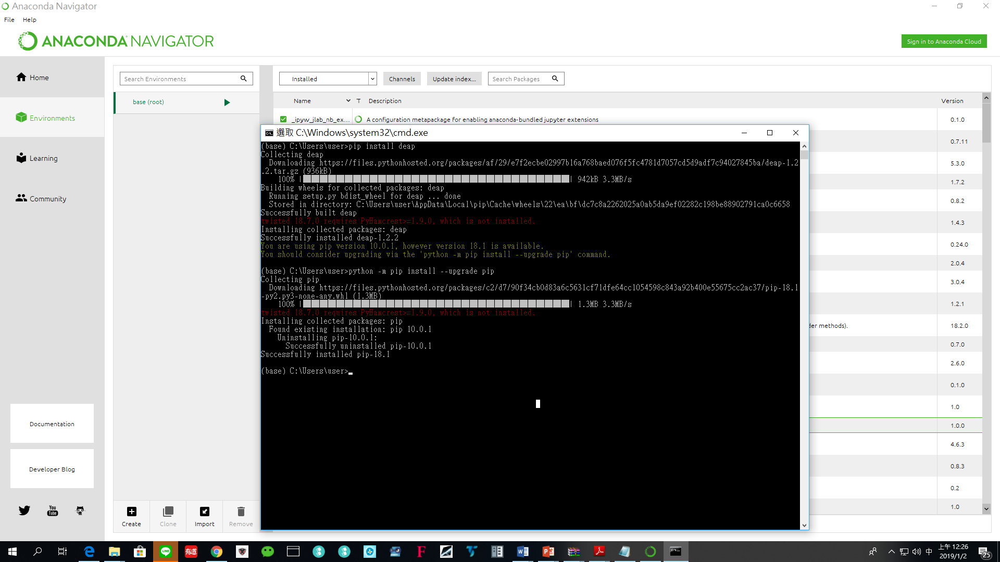 Anaconda Navigator
File Help
ANACONDA NAVIGATOR
Sign in to Anaconda Cloud
Home
Environments
Learning
Community
Documentation
Developer Blog
You Tube
Search Environments
base (root)
Create Clone Import Remove
Installed Channels Update index... Search Packages
Name T Description Version
_ipyw_jlab_nb_ex... A configuration metapackage for enabling anaconda-bundled jupyter extensions 0.1.0
0.7.11
5.3.0
1.7.2
0.8.2
1.4.3
0.24.0
2.0.4
3.0.4
1.2.1
der methods). 18.2.0
0.7.0
2.6.0
0.1.0
1.0
1.0.0
4.6.3
0.8.3
0.2
1.0
選取 C:\Windows\system32\cmd.exe
(base) C:\Users\user>pip install deap
Collecting deap
Downloading https://files.pythonhosted.org/packages/af/29/e7f2ecbe02997b16a768baed076f5fc4781d7057cd5d9adf7c94027845ba/deap-1.2
.2.tar.gz (936kB)
100% | | 942kB 3.3MB/s
Building wheels for collected packages: deap
Running setup.py bdist_wheel for deap ... done
Stored in directory: C:\Users\user\AppData\Local\pip\Cache\wheels\22\ea\bf\dc7c8a2262025a0ab5da9ef02282c198be88902791ca0c6658
Successfully built deap
twisted 18.7.0 requires PyHamcrest>=1.9.0, which is not installed.
Installing collected packages: deap
Successfully installed deap-1.2.2
You are using pip version 10.0.1, however version 18.1 is available.
You should consider upgrading via the 'python -m pip install --upgrade pip' command.
(base) C:\Users\user>python -m pip install --upgrade pip
Collecting pip
Downloading https://files.pythonhosted.org/packages/c2/d7/90f34cb0d83a6c5631cf71dfe64cc1054598c843a92b400e55675cc2ac37/pip-18.1
-py2.py3-none-any.whl (1.3MB)
100% | | 1.3MB 3.3MB/s
twisted 18.7.0 requires PyHamcrest>=1.9.0, which is not installed.
Installing collected packages: pip
Found existing installation: pip 10.0.1
Uninstalling pip-10.0.1:
Successfully uninstalled pip-10.0.1
Successfully installed pip-18.1
(base) C:\Users\user>
LINE 有道 中
上午 12:26
2019/1/2
25